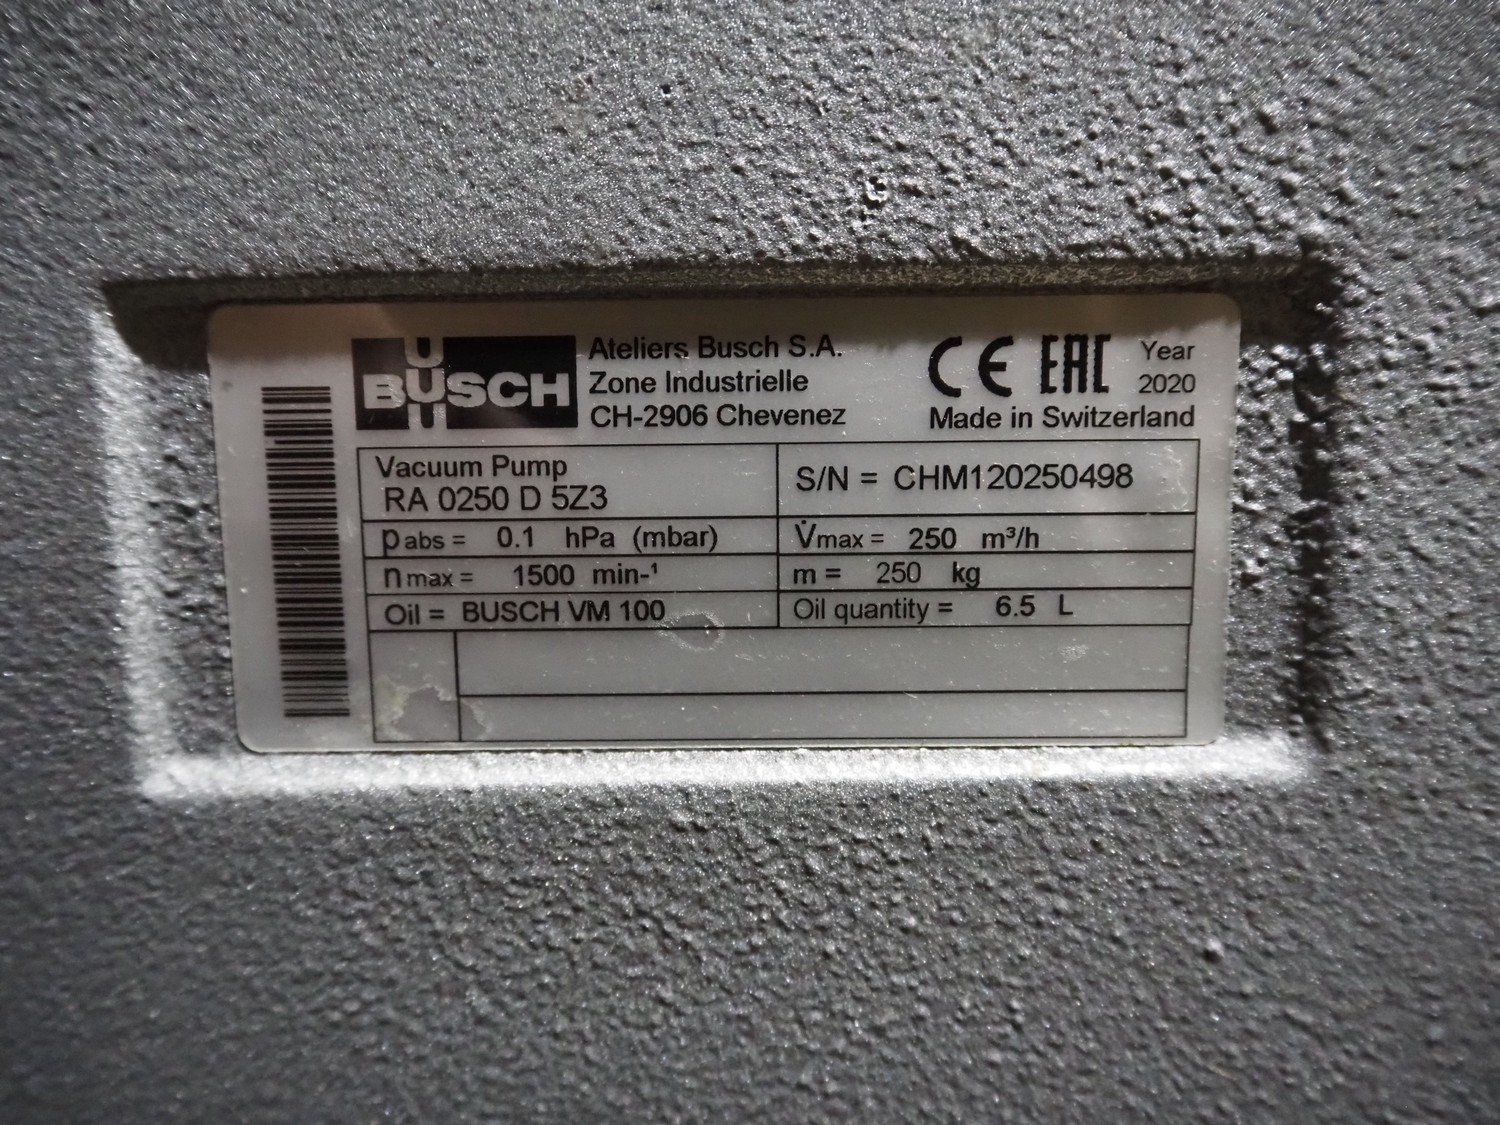 BUSCH
Ateliers Busch S.A.
Zone Industrielle
CH-2906 Chevenez
CE EAC Year
2020
Made in Switzerland
Vacuum Pump
RA 0250 D 5Z3
S/N = CHM120250498
p abs = 0.1 hPa (mbar)
V̇max = 250 m³/h
n max = 1500 min-¹
m = 250 kg
Oil = BUSCH VM 100
Oil quantity = 6.5 L